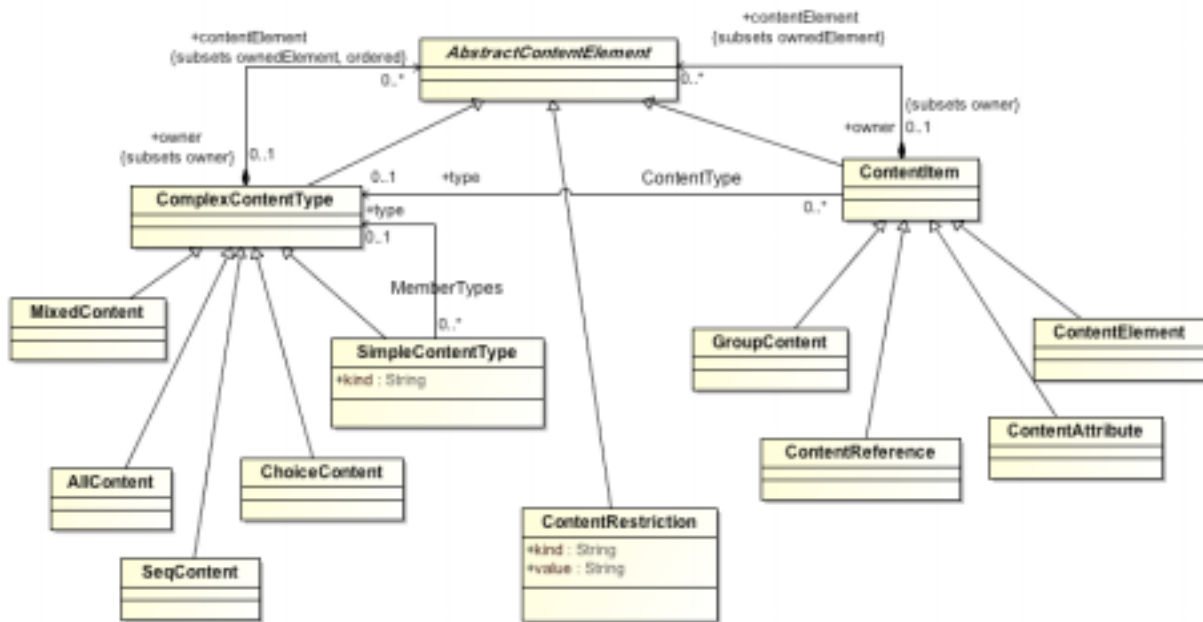 +contentElement
{subsets ownedElement, ordered}
0..*
AbstractContentElement
+contentElement
{subsets ownedElement}
0..*
{subsets owner}
+owner 0..1
+owner
{subsets owner} 0..1
ComplexContentType
0..1 +type ContentType
0..*
ContentItem
+type
0..1
MemberTypes
0..*
MixedContent
SimpleContentType
+kind : String
GroupContent
ContentElement
AllContent
ChoiceContent
ContentReference
ContentAttribute
SeqContent
ContentRestriction
+kind : String
+value : String